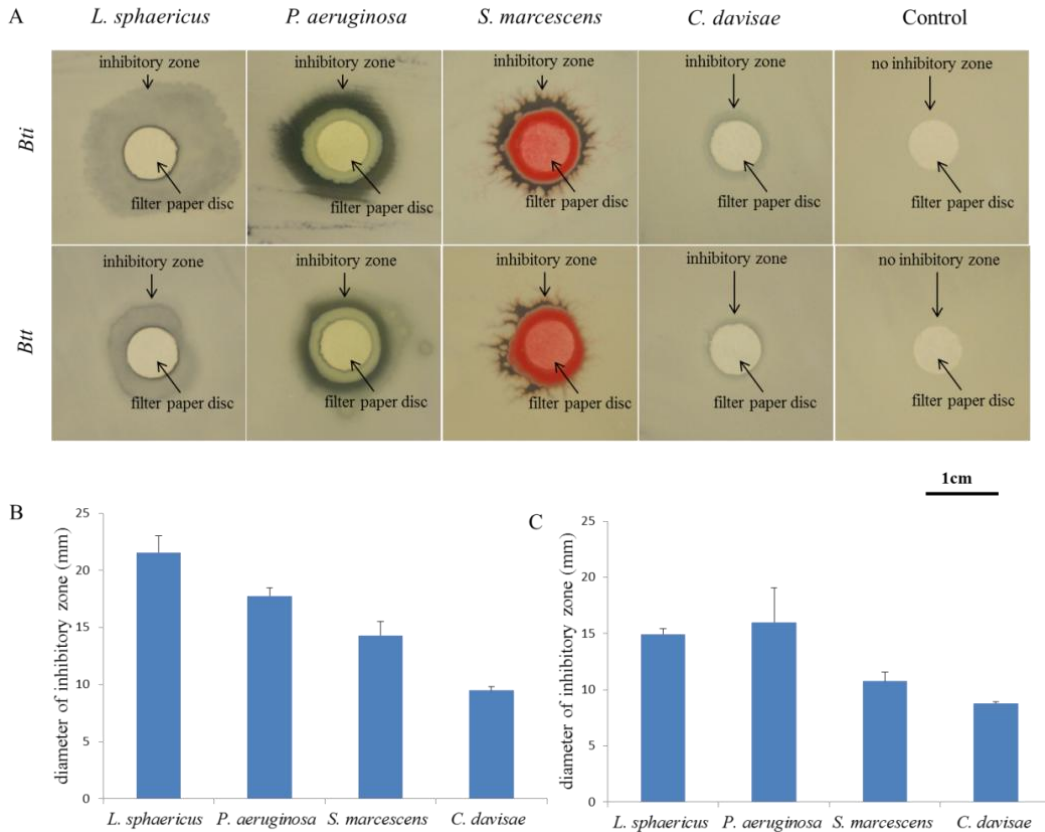 A
L. sphaericus P. aeruginosa S. marcescens C. davisae Control
Bti
inhibitory zone inhibitory zone inhibitory zone inhibitory zone no inhibitory zone
filter paper disc filter paper disc filter paper disc filter paper disc filter paper disc
Btt
inhibitory zone inhibitory zone inhibitory zone inhibitory zone no inhibitory zone
filter paper disc filter paper disc filter paper disc filter paper disc filter paper disc
1cm
B
diameter of inhibitory zone (mm)
25
20
15
10
5
0
L. sphaericus P. aeruginosa S. marcescens C. davisae
C
diameter of inhibitory zone (mm)
25
20
15
10
5
0
L. sphaericus P. aeruginosa S. marcescens C. davisae